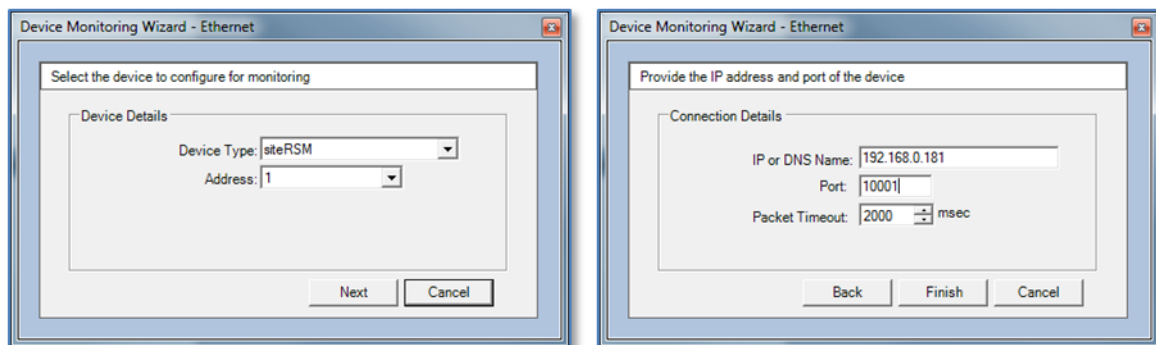 Device Monitoring Wizard - Ethernet
Select the device to configure for monitoring
Device Details
Device Type: siteRSM
Address: 1
Next Cancel
Device Monitoring Wizard - Ethernet
Provide the IP address and port of the device
Connection Details
IP or DNS Name: 192.168.0.181
Port: 10001
Packet Timeout: 2000 msec
Back Finish Cancel